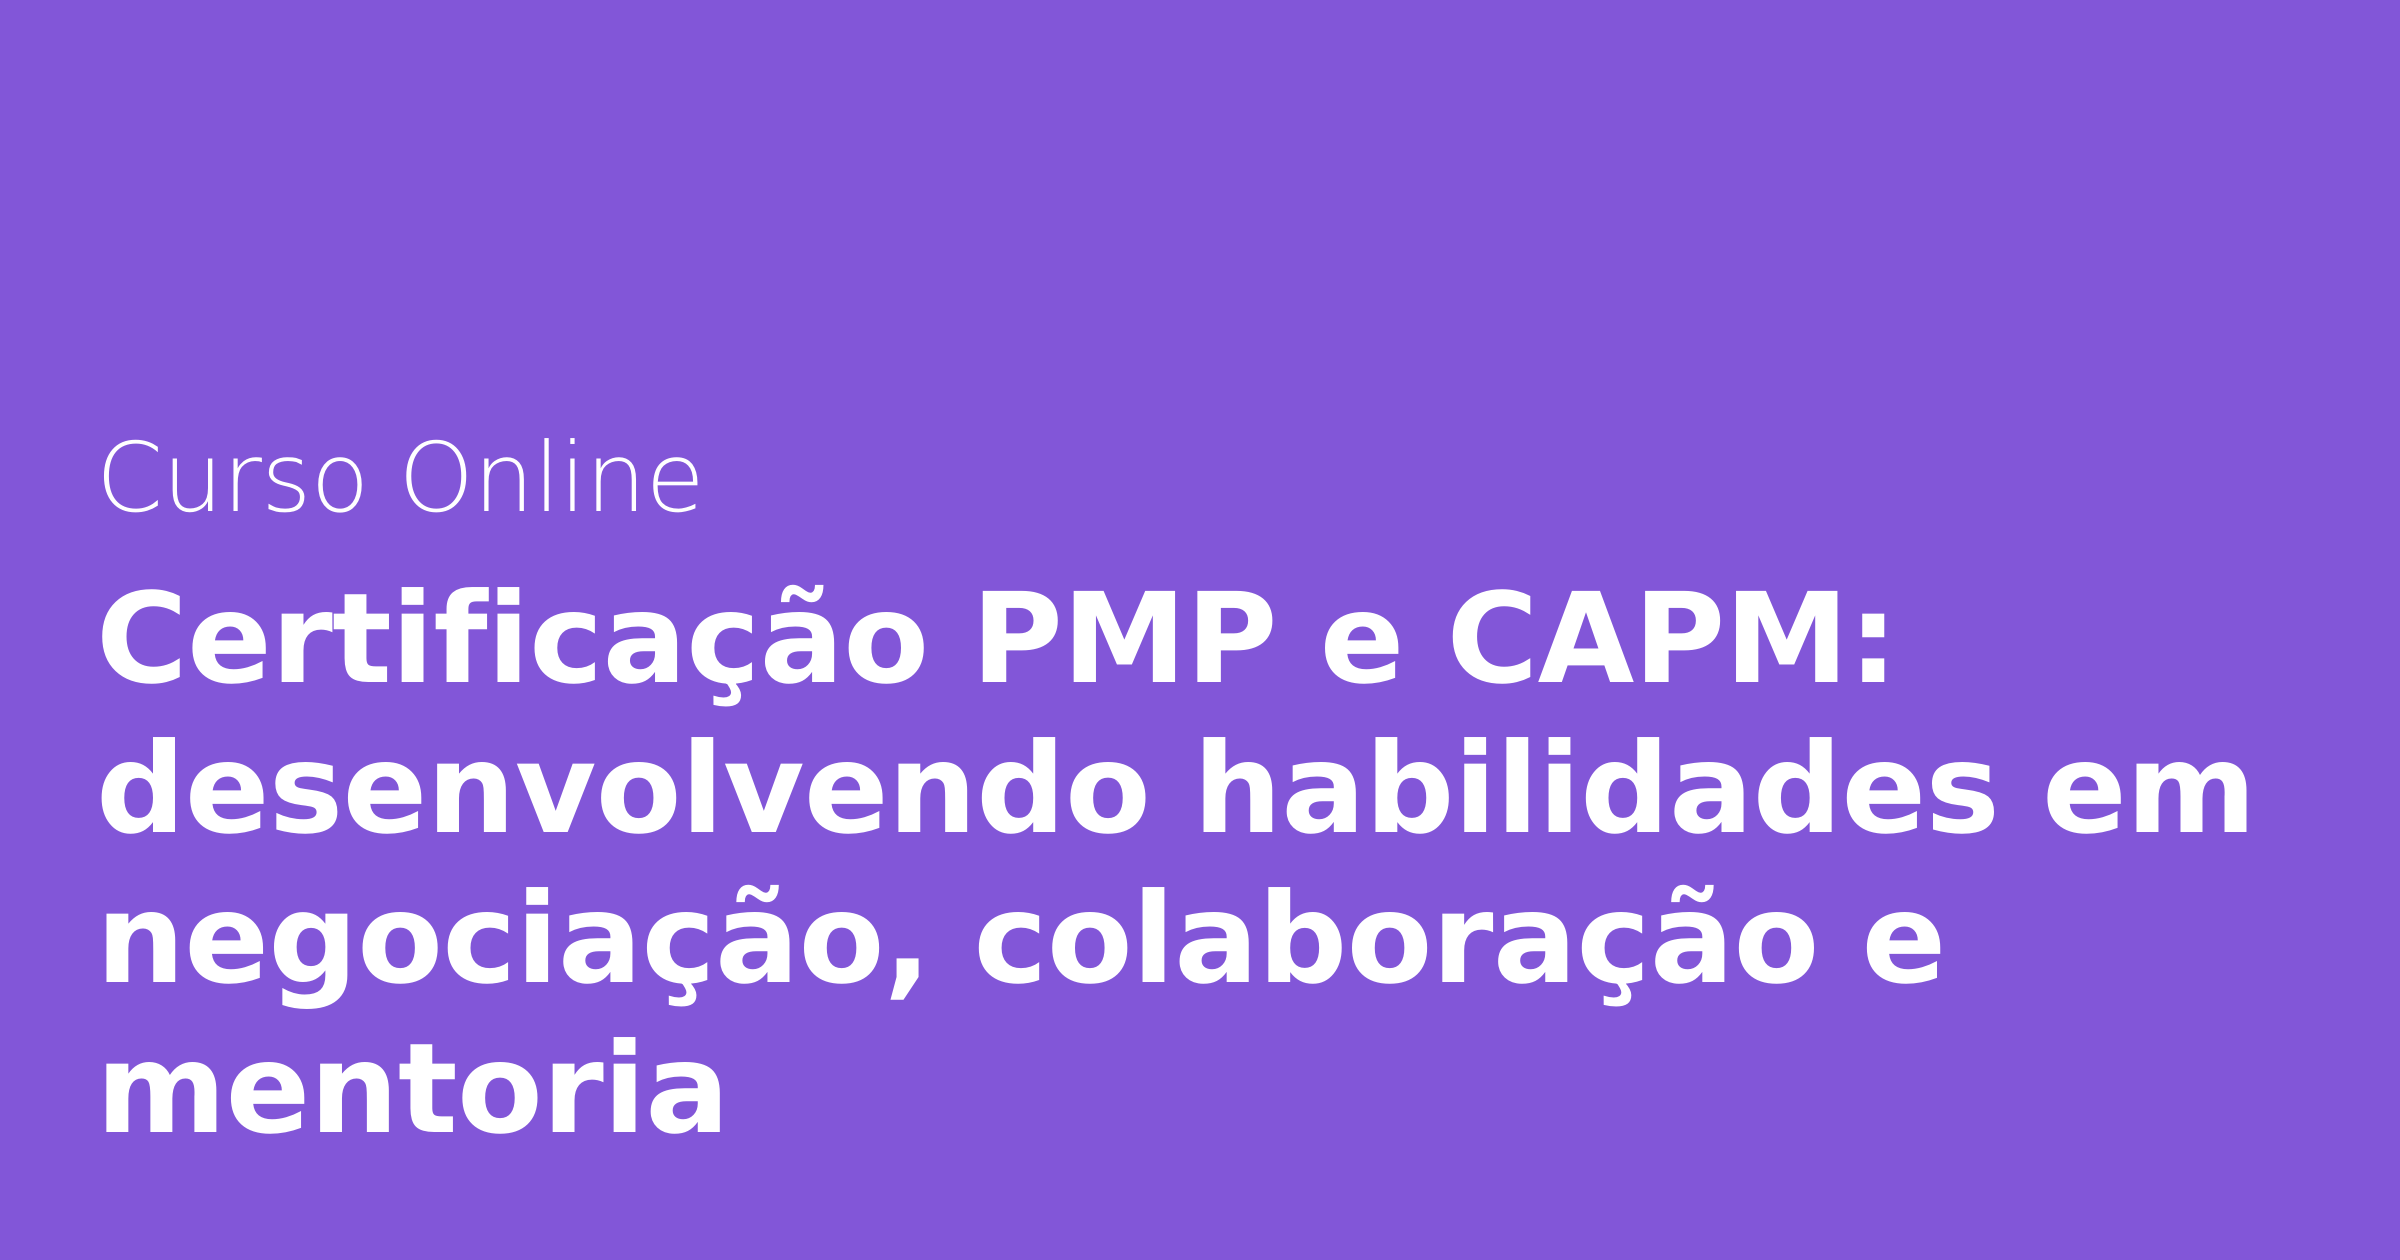 Curso Online
Certificação PMP e CAPM:
desenvolvendo habilidades em
negociação, colaboração e
mentoria